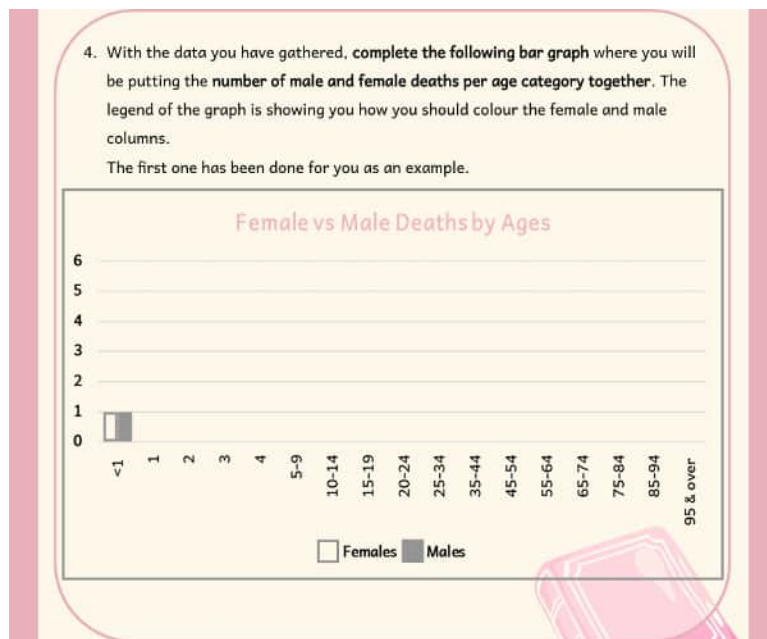 4. With the data you have gathered, complete the following bar graph where you will
be putting the number of male and female deaths per age category together. The
legend of the graph is showing you how you should colour the female and male
columns.
The first one has been done for you as an example.
Female vs Male Deaths by Ages
6
5
4
3
2
1
0
<1 1 2 3 4 5-9 10-14 15-19 20-24 25-34 35-44 45-54 55-64 65-74 75-84 85-94 95 & over
Females Males